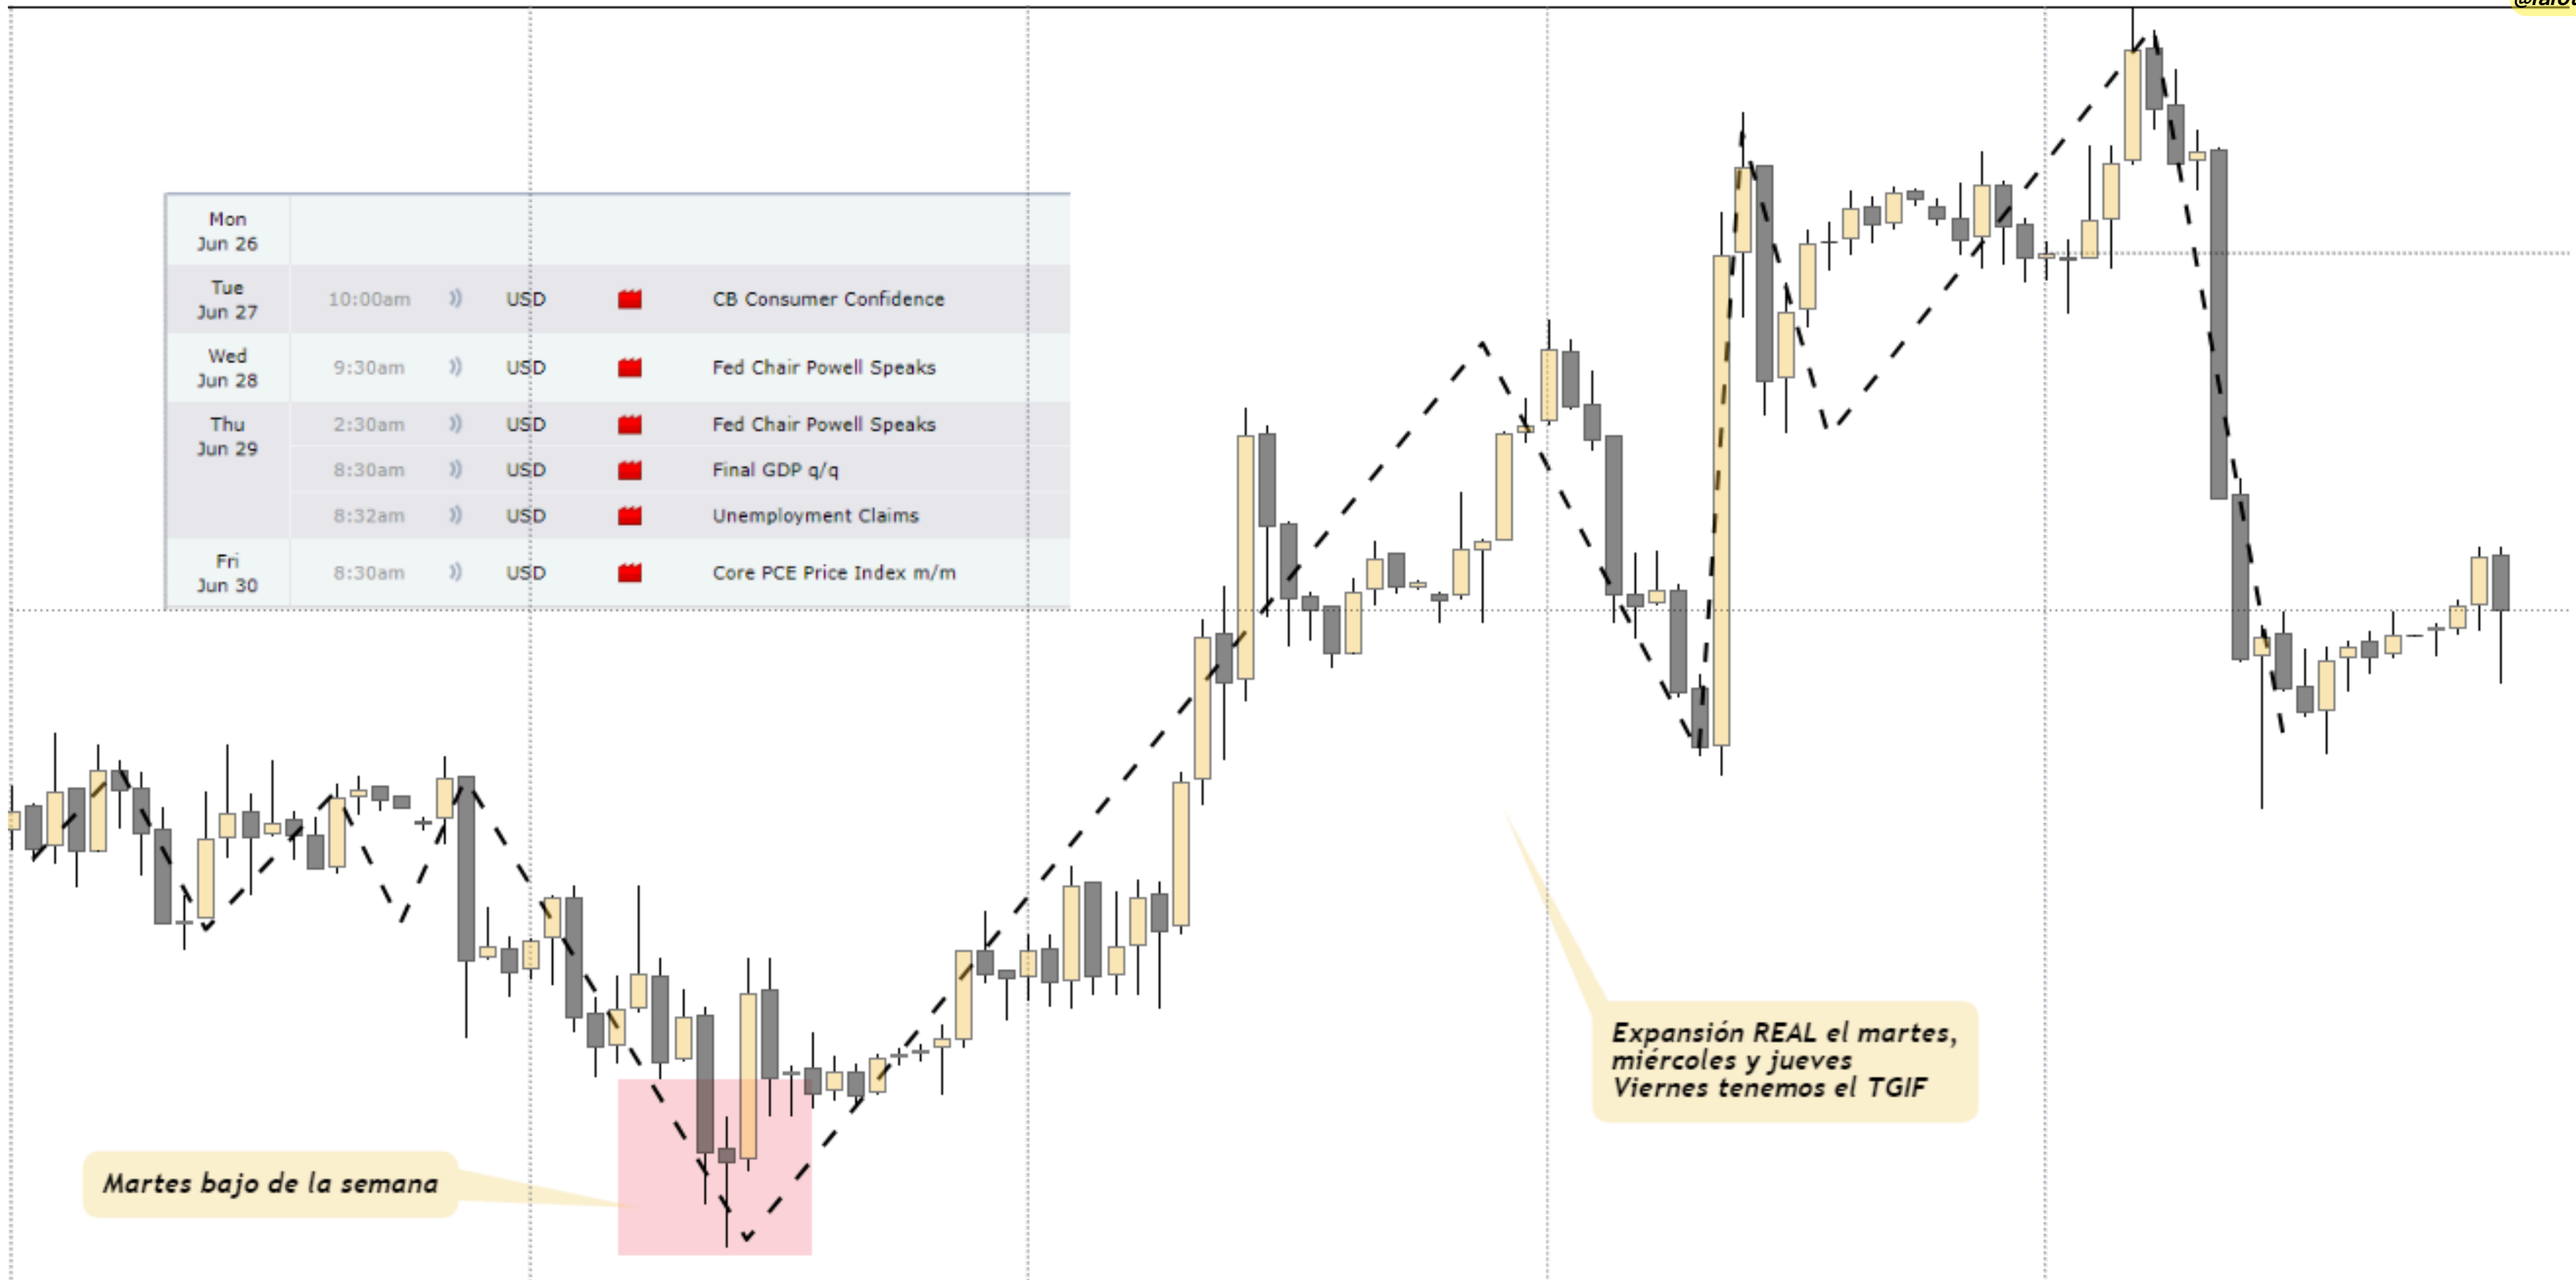 Mon
Jun 26
Tue
Jun 27
10:00am USD CB Consumer Confidence
Wed
Jun 28
9:30am USD Fed Chair Powell Speaks
Thu
Jun 29
2:30am USD Fed Chair Powell Speaks
8:30am USD Final GDP q/q
8:32am USD Unemployment Claims
Fri
Jun 30
8:30am USD Core PCE Price Index m/m
Expansión REAL el martes,
miércoles y jueves
Viernes tenemos el TGIF
Martes bajo de la semana